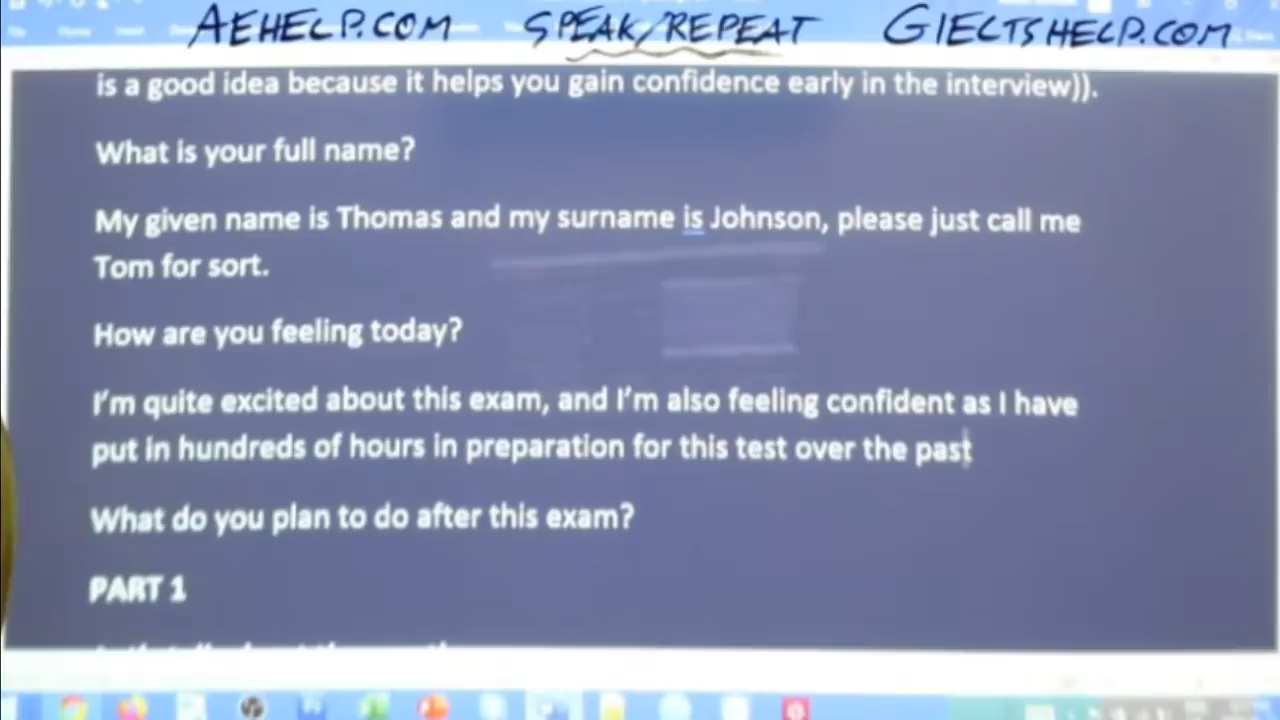 AEHELP.COM SPEAK/REPEAT GIELTSHELP.COM
is a good idea because it helps you gain confidence early in the interview)).
What is your full name?
My given name is Thomas and my surname is Johnson, please just call me
Tom for sort.
How are you feeling today?
I'm quite excited about this exam, and I'm also feeling confident as I have
put in hundreds of hours in preparation for this test over the past
What do you plan to do after this exam?
PART 1